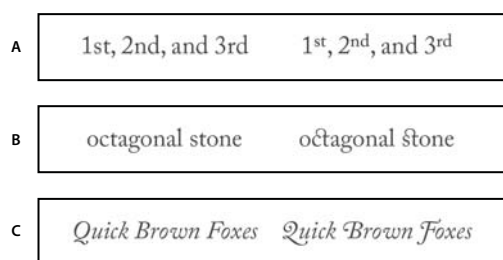 A 1st, 2nd, and 3rd 1st, 2nd, and 3rd
B octagonal stone octagonal stone
C Quick Brown Foxes Quick Brown Foxes